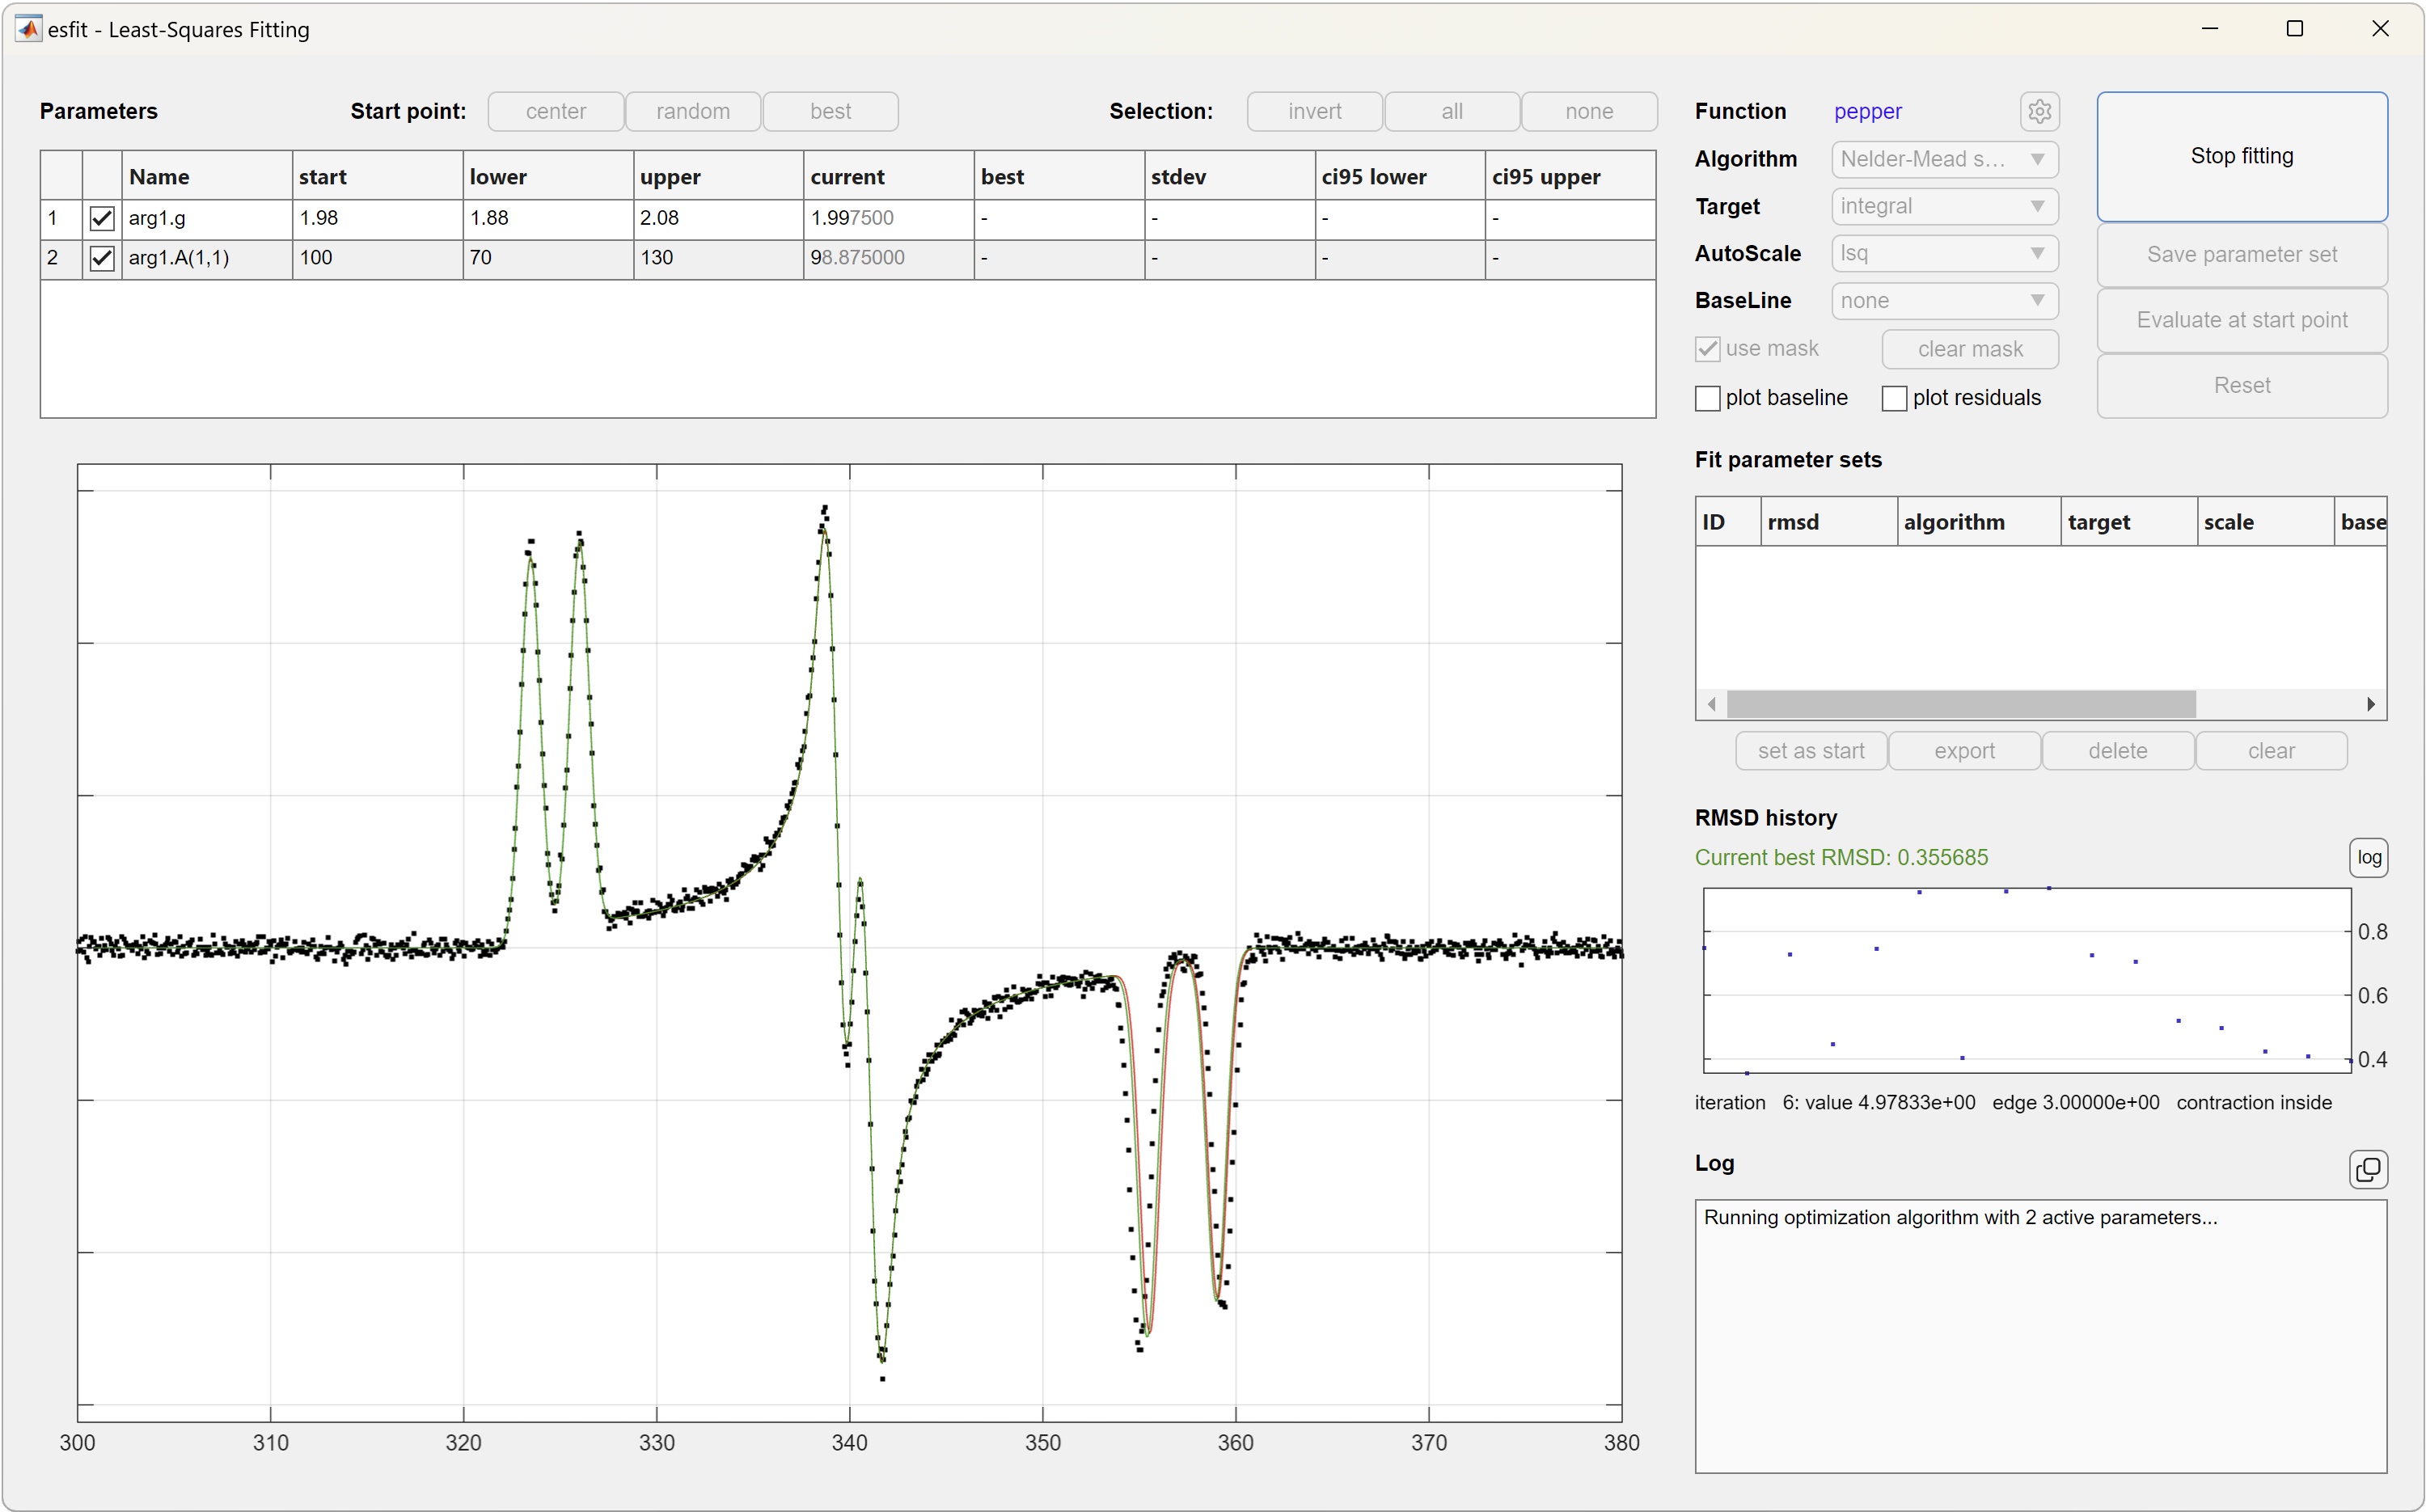 esfit - Least-Squares Fitting
Parameters Start point: center random best Selection: invert all none
Name start lower upper current best stdev ci95 lower ci95 upper
1 arg1.g 1.98 1.88 2.08 1.997500 - - - -
2 arg1.A(1,1) 100 70 130 98.875000 - - - -
Function pepper
Algorithm Nelder-Mead s...
Target integral
AutoScale lsq
BaseLine none
use mask clear mask
plot baseline plot residuals
Stop fitting
Save parameter set
Evaluate at start point
Reset
300 310 320 330 340 350 360 370 380
Fit parameter sets
ID rmsd algorithm target scale base
set as start export delete clear
RMSD history
Current best RMSD: 0.355685 log
0.8
0.6
0.4
iteration 6: value 4.97833e+00 edge 3.00000e+00 contraction inside
Log
Running optimization algorithm with 2 active parameters...